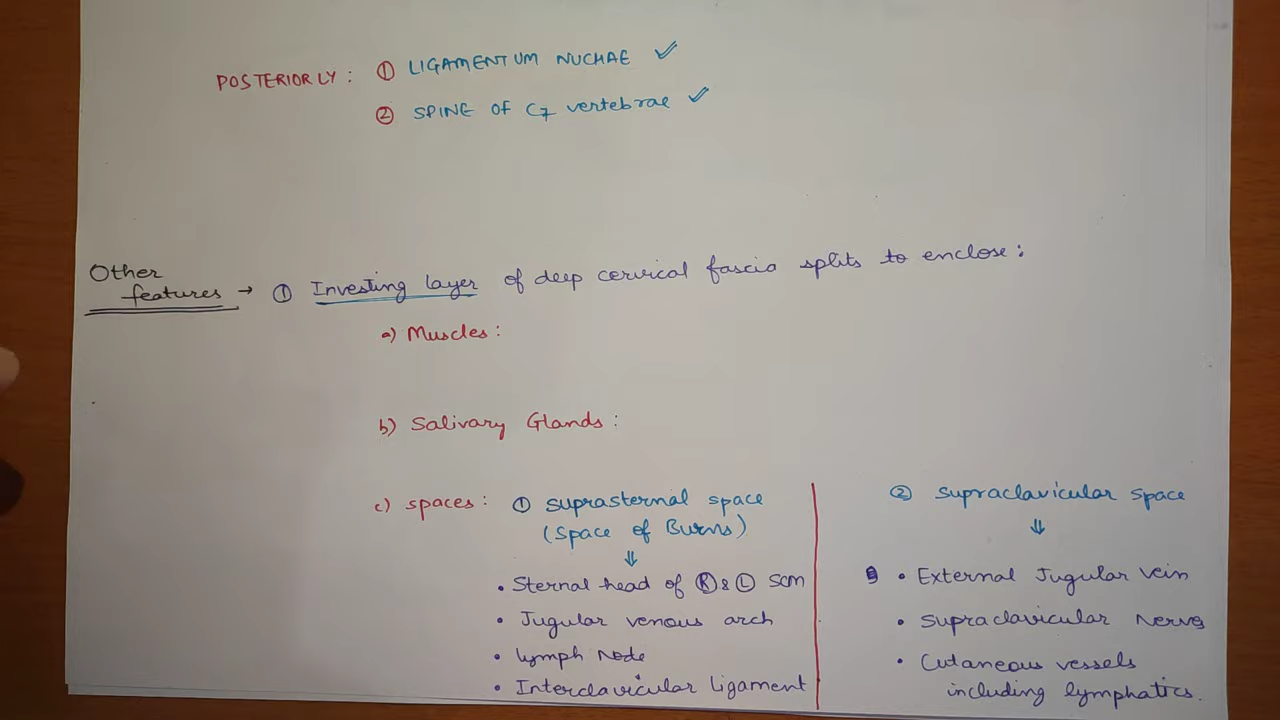 POSTERIORLY: ① LIGAMENTUM NUCHAE ✓
② SPINE OF C7 vertebrae ✓
Other
features → ① Investing layer of deep cervical fascia splits to enclose:
a) Muscles:
b) Salivary Glands:
c) spaces: ① suprasternal space
(Space of Burns)
⇓
• Sternal head of Ⓡ & Ⓛ SCM
• Jugular venous arch
• Lymph Node
• Interclavicular Ligament
② supraclavicular space
⇓
• External Jugular vein
• Supraclavicular Nerves
• Cutaneous vessels
including lymphatics.